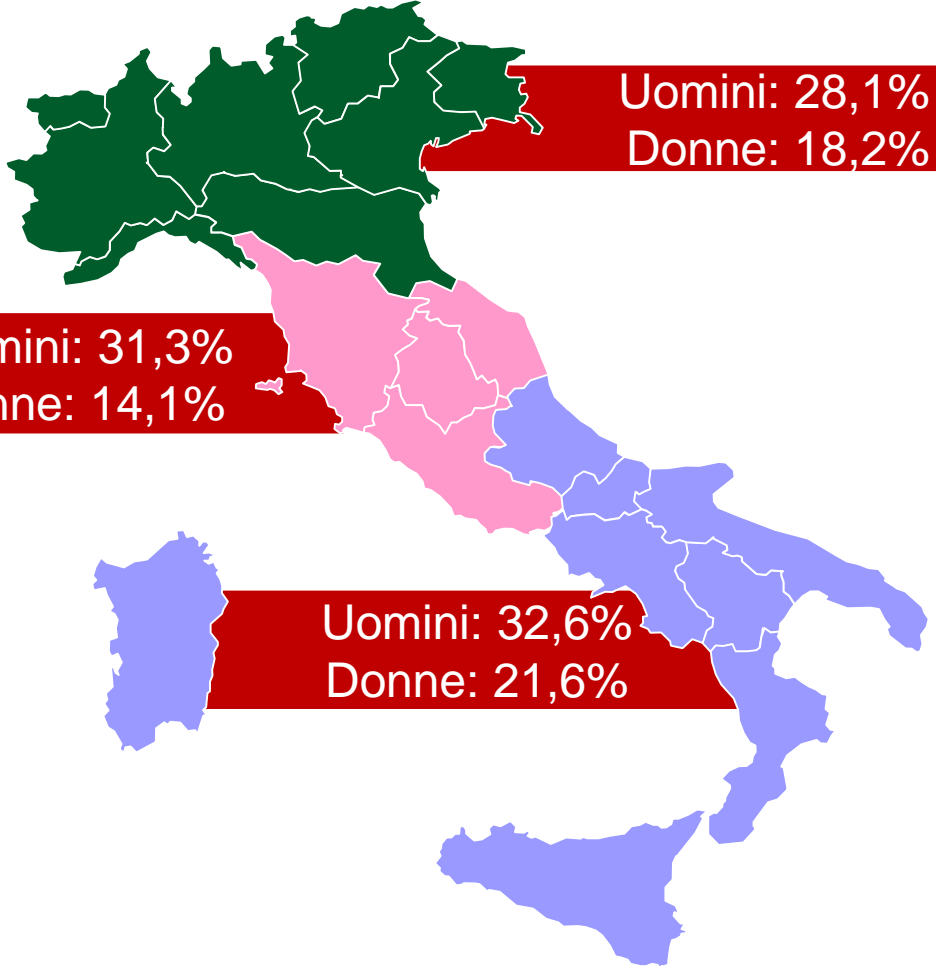 Uomini: 28,1%
Donne: 18,2%
mini: 31,3%
nne: 14,1%
Uomini: 32,6%
Donne: 21,6%